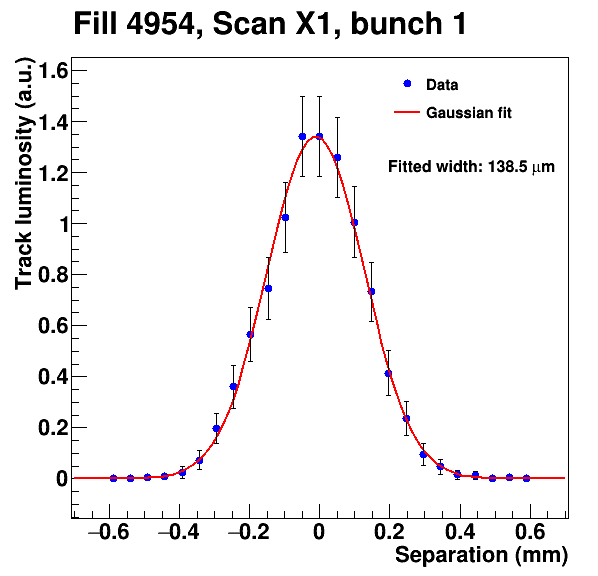 Fill 4954, Scan X1, bunch 1
Track luminosity (a.u.)
1.6
1.4
1.2
1
0.8
0.6
0.4
0.2
0
Data
Gaussian fit
Fitted width: 138.5 μm
−0.6 −0.4 −0.2 0 0.2 0.4 0.6
Separation (mm)